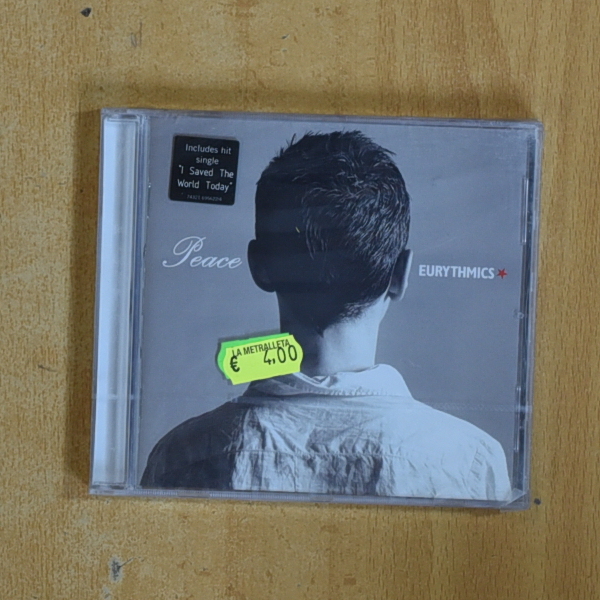 Includes hit
single
"I Saved The
World Today"
Peace
EURYTHMICS
LA METRALLETA
€ 4,00